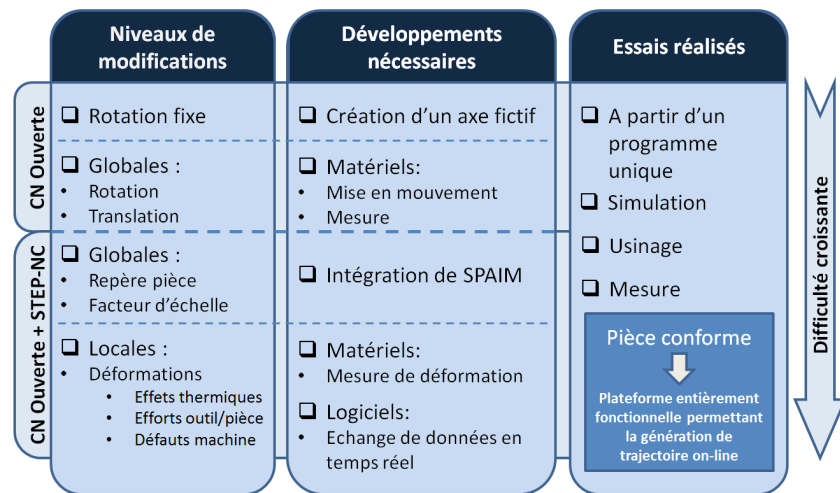 Niveaux de
modifications
Développements
nécessaires
Essais réalisés
CN Ouverte
CN Ouverte + STEP-NC
❑ Rotation fixe
❑ Globales :
• Rotation
• Translation
❑ Globales :
• Repère pièce
• Facteur d'échelle
❑ Locales :
• Déformations
• Effets thermiques
• Efforts outil/pièce
• Défauts machine
❑ Création d'un axe fictif
❑ Matériels:
• Mise en mouvement
• Mesure
❑ Intégration de SPAIM
❑ Matériels:
• Mesure de déformation
❑ Logiciels:
• Echange de données en
temps réel
❑ A partir d'un
programme
unique
❑ Simulation
❑ Usinage
❑ Mesure
Pièce conforme
Plateforme entièrement
fonctionnelle permettant
la génération de
trajectoire on-line
Difficulté croissante